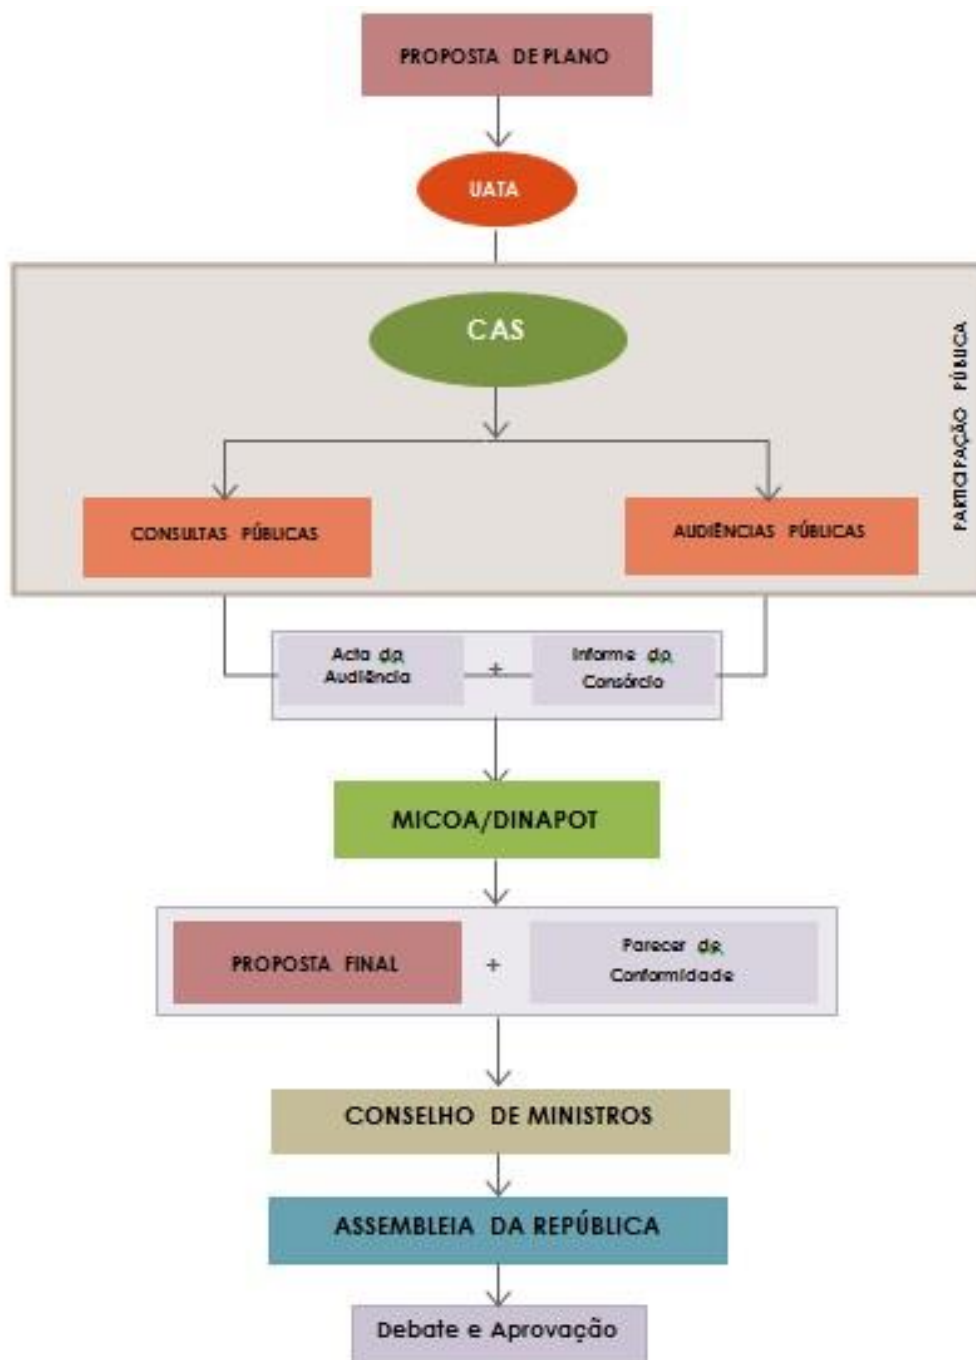 PROPOSTA DE PLANO
UATA
CAS
PARTICIPAÇÃO PÚBLICA
CONSULTAS PÚBLICAS
AUDIÊNCIAS PÚBLICAS
Acta da
Audiência
+
Informe do
Consórcio
MICOA/DINAPOT
PROPOSTA FINAL
+
Parecer de
Conformidade
CONSELHO DE MINISTROS
ASSEMBLEIA DA REPÚBLICA
Debate e Aprovação